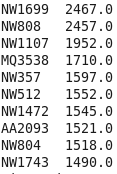 NW1699 2467.0
NW808 2457.0
NW1107 1952.0
MQ3538 1710.0
NW357 1597.0
NW512 1552.0
NW1472 1545.0
AA2093 1521.0
NW804 1518.0
NW1743 1490.0